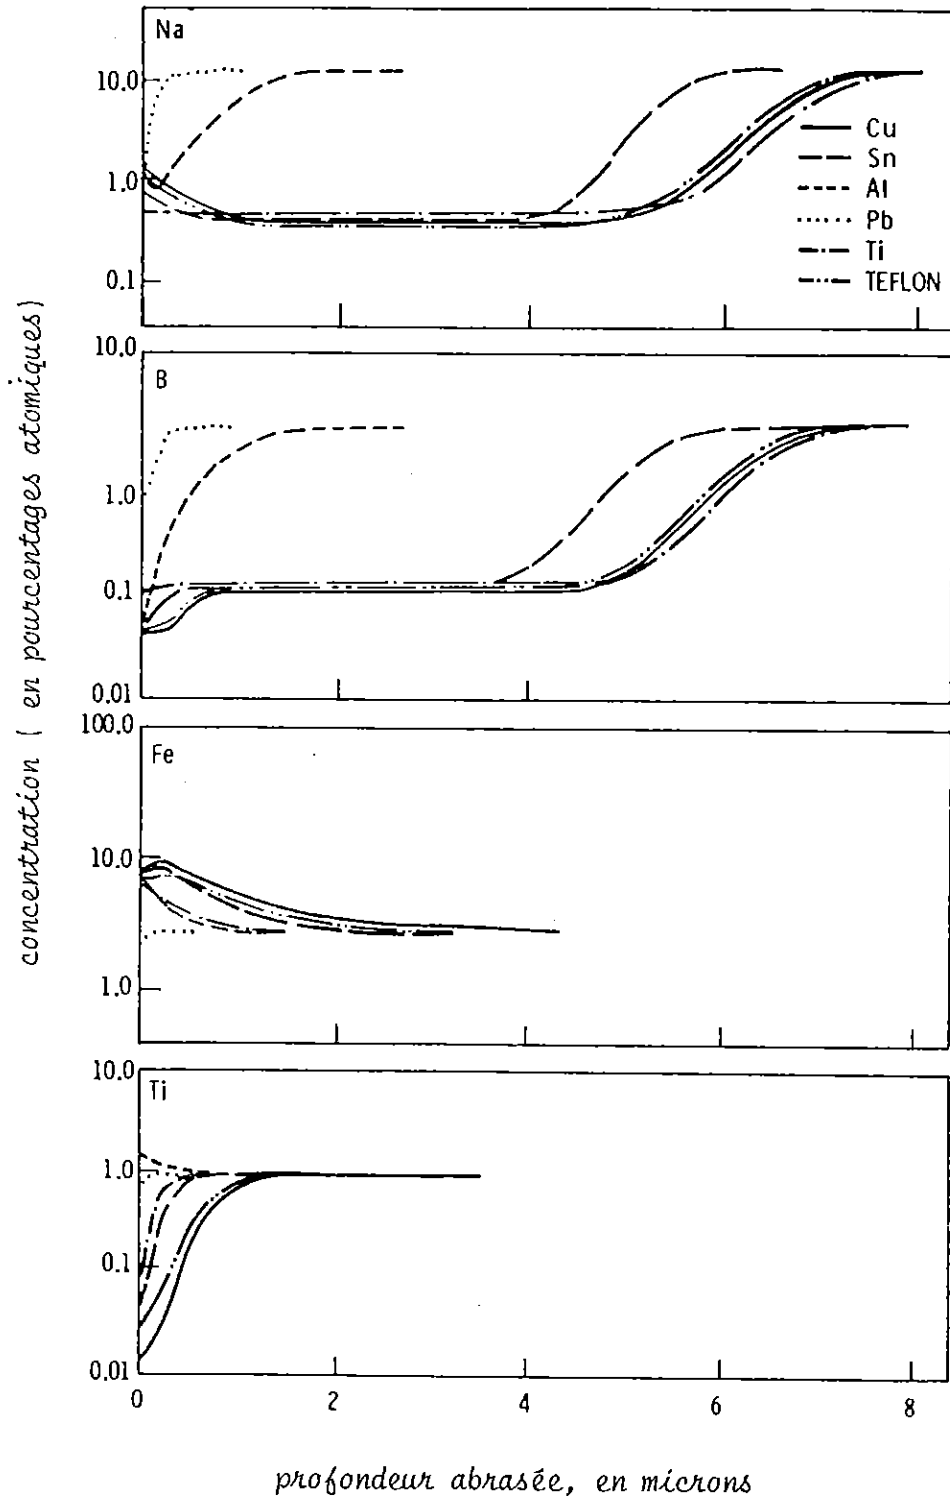 Na
10.0
1.0
0.1
Cu
Sn
Al
Pb
Ti
TEFLON
concentration ( en pourcentages atomiques)
10.0
B
1.0
0.1
0.01
100.0
Fe
10.0
1.0
10.0
Ti
1.0
0.1
0.01
0 2 4 6 8
profondeur abrasée, en microns